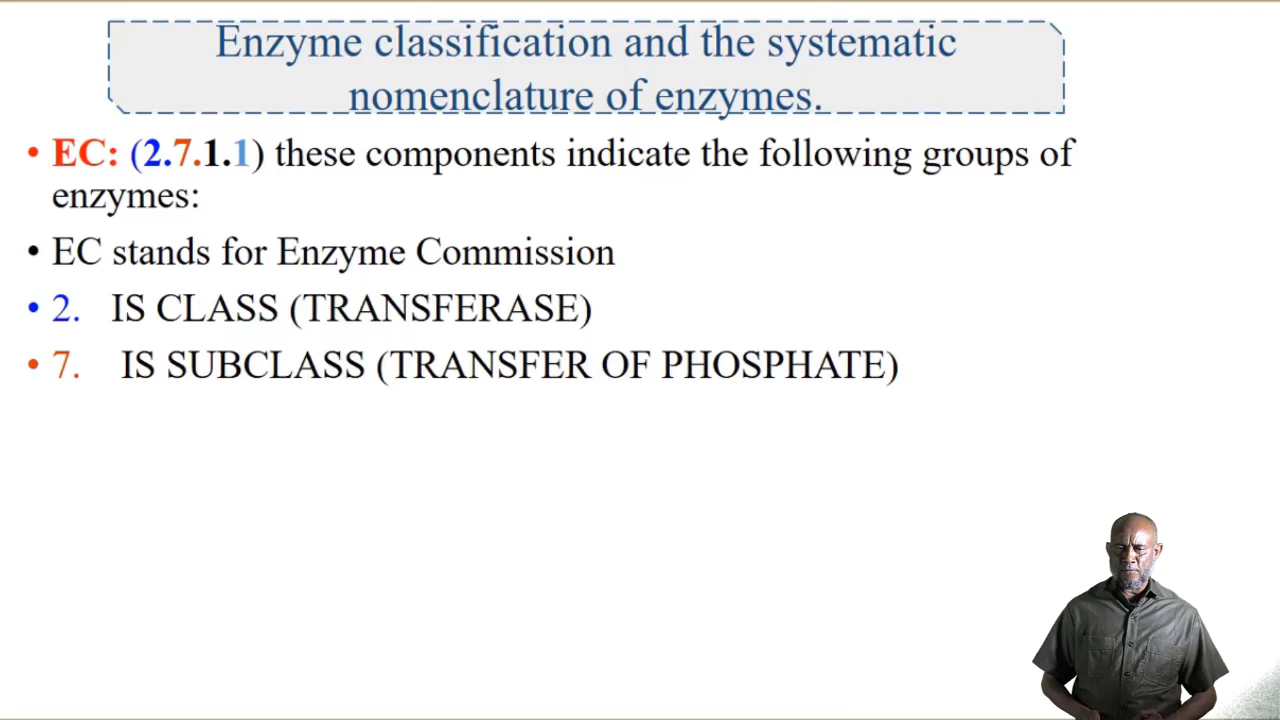 Enzyme classification and the systematic
nomenclature of enzymes.
• EC: (2.7.1.1) these components indicate the following groups of
enzymes:
• EC stands for Enzyme Commission
• 2. IS CLASS (TRANSFERASE)
• 7. IS SUBCLASS (TRANSFER OF PHOSPHATE)